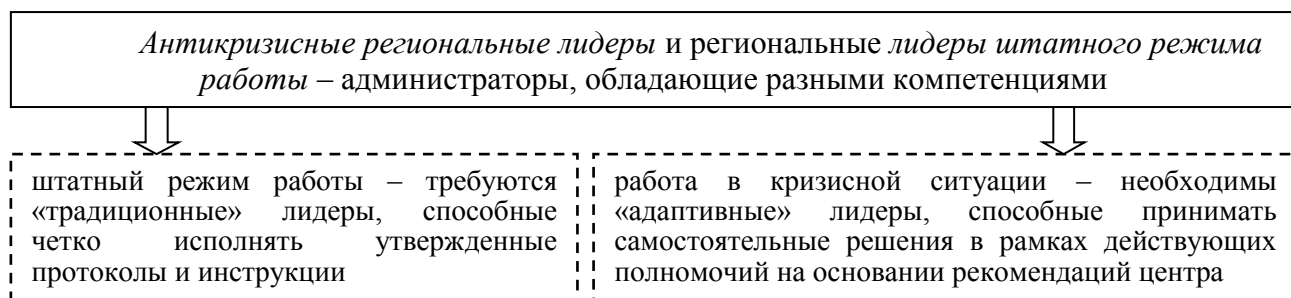 Антикризисные региональные лидеры и региональные лидеры штатного режима
работы – администраторы, обладающие разными компетенциями
штатный режим работы – требуются
«традиционные» лидеры, способные
четко исполнять утвержденные
протоколы и инструкции
работа в кризисной ситуации – необходимы
«адаптивные» лидеры, способные принимать
самостоятельные решения в рамках действующих
полномочий на основании рекомендаций центра